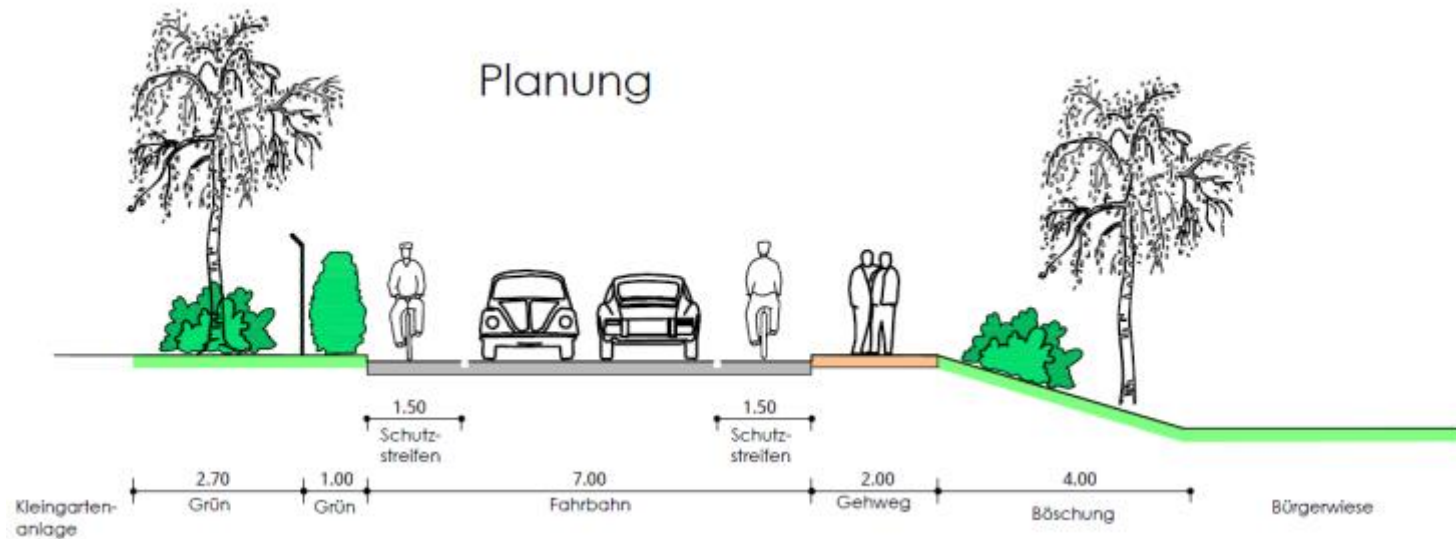 Planung
1.50
Schutz-
streifen
1.50
Schutz-
streifen
Kleingarten-
anlage
2.70
Grün
1.00
Grün
7.00
Fahrbahn
2.00
Gehweg
4.00
Böschung
Bürgerwiese